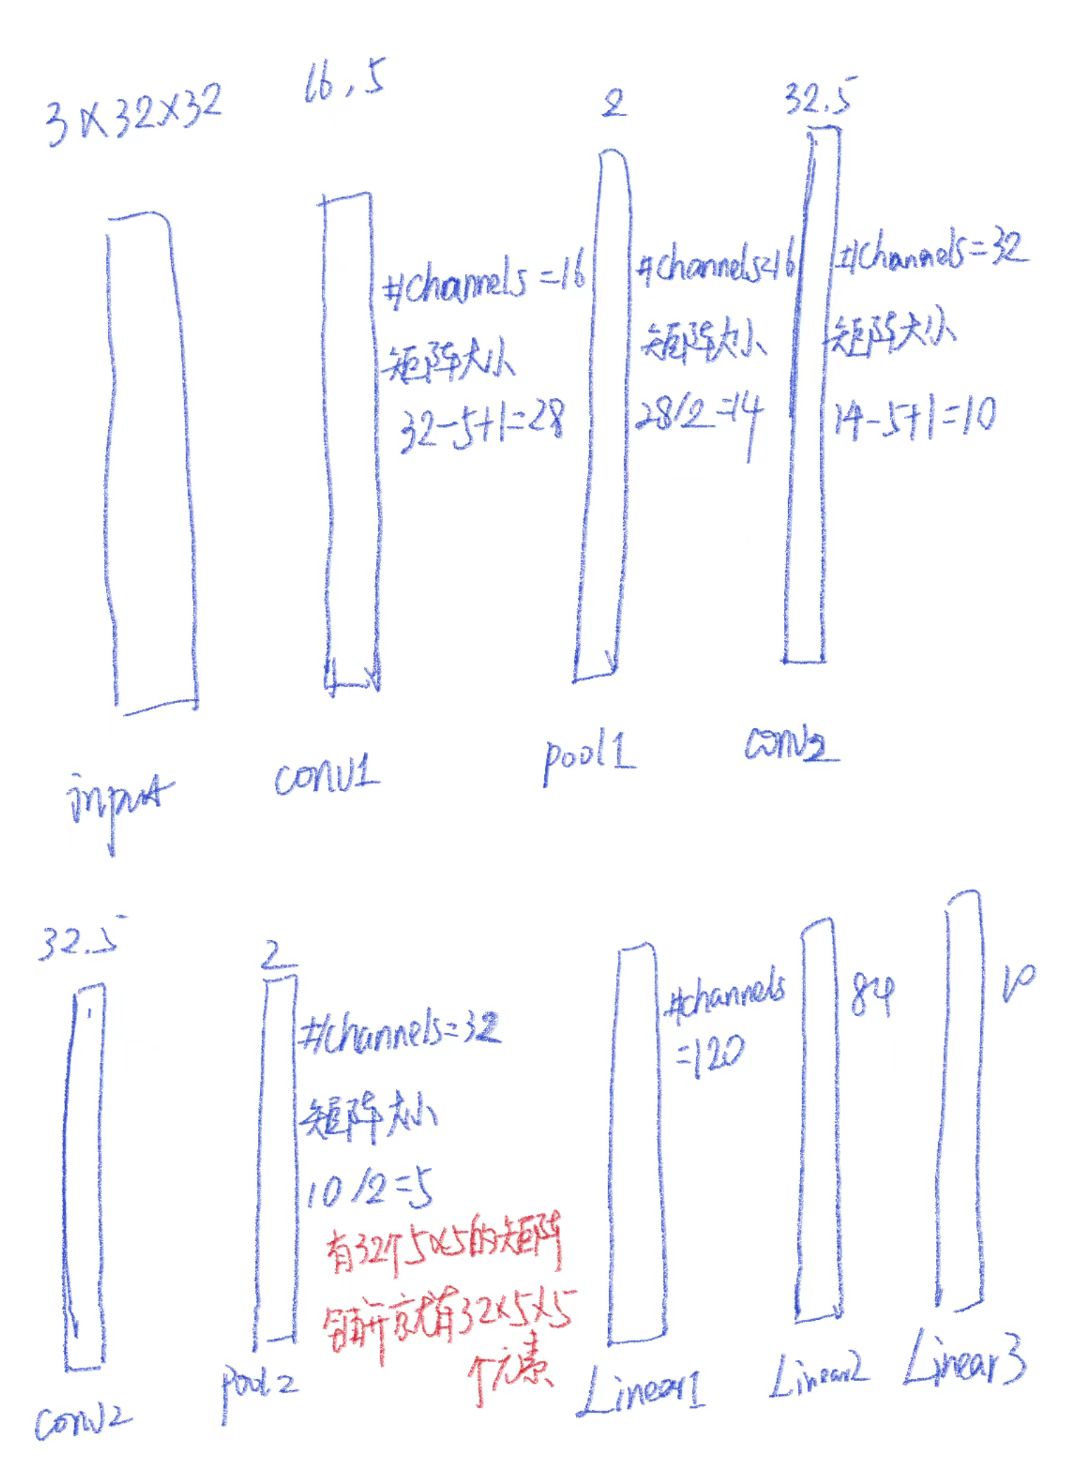 3×32×32
16,5
2
32.5
#channels=16
矩阵大小
32-5+1=28
#channels=16
矩阵大小
28/2=14
#channels=32
矩阵大小
14-5+1=10
input
conv1
pool1
conv2
32.5
2
#channels=32
矩阵大小
10/2=5
有32个5×5的矩阵
铺开就有32×5×5
个元素
#channels
=120
84
10
conv2
pool2
Linear1
Linear2
Linear3